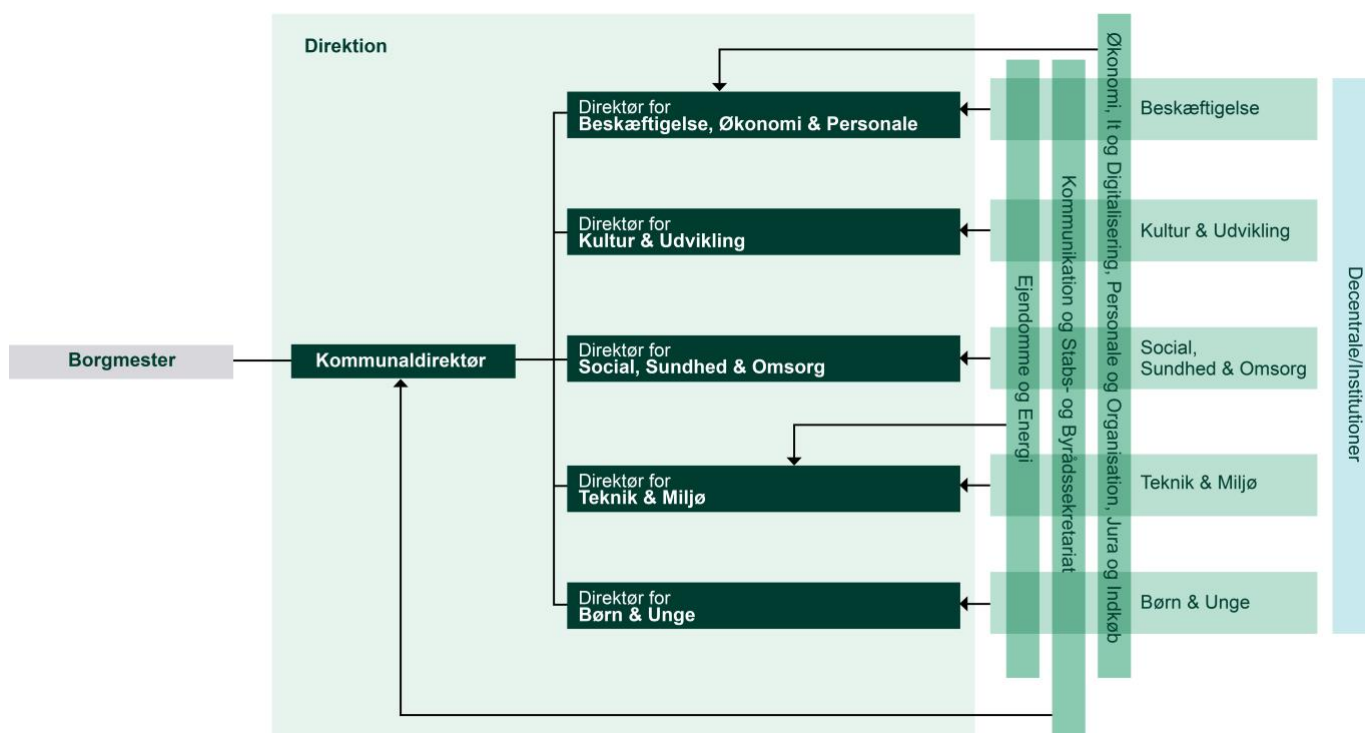 Direktion
Borgmester
Kommunaldirektør
Direktør for
Beskæftigelse, Økonomi & Personale
Direktør for
Kultur & Udvikling
Direktør for
Social, Sundhed & Omsorg
Direktør for
Teknik & Miljø
Direktør for
Børn & Unge
Ejendomme og Energi
Kommunikation og Stabs- og Byrådssekretariat
Økonomi, It og Digitalisering, Personale og Organisation, Jura og Indkøb
Beskæftigelse
Kultur & Udvikling
Social,
Sundhed & Omsorg
Teknik & Miljø
Børn & Unge
Decentrale/Institutioner